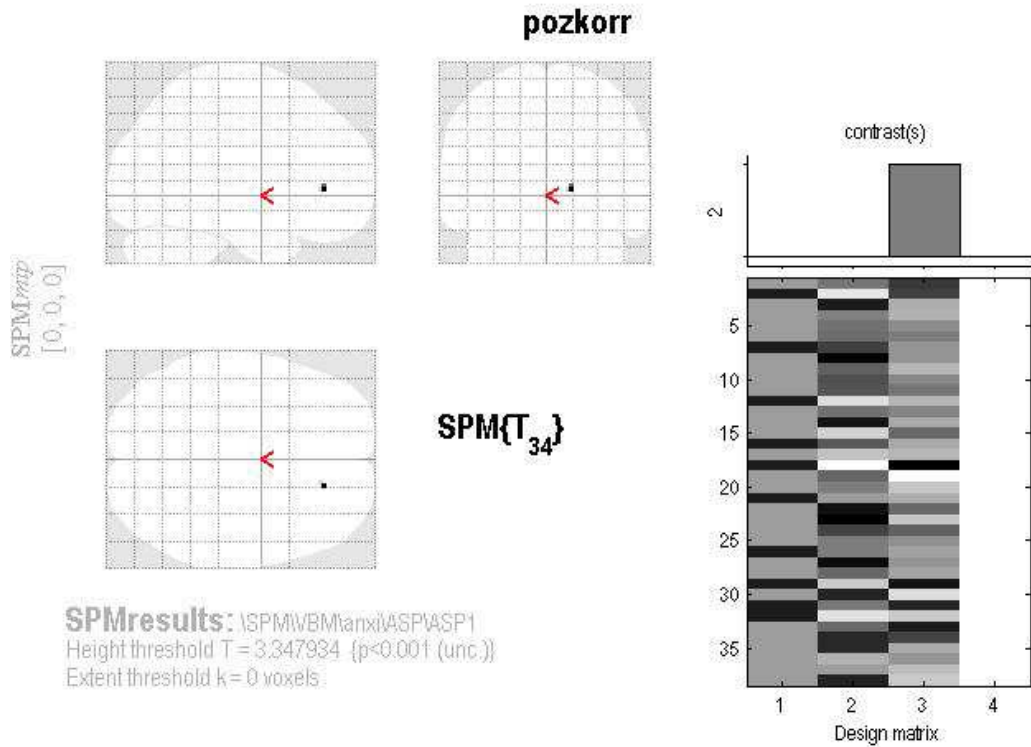 pozkorr
SPMmip
[0, 0, 0]
SPM{T34}
contrast(s)
2
5
10
15
20
25
30
35
1 2 3 4
Design matrix
SPMresults: .\SPM\VBM\anxi\ASP\ASP1
Height threshold T = 3.347934 {p<0.001 (unc.)}
Extent threshold k = 0 voxels